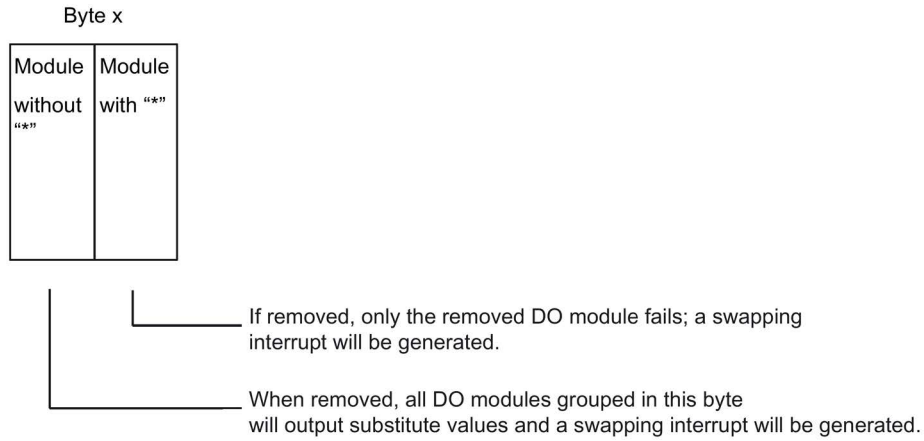 Byte x
Module
without
“*”
Module
with “*”
If removed, only the removed DO module fails; a swapping
interrupt will be generated.
When removed, all DO modules grouped in this byte
will output substitute values and a swapping interrupt will be generated.